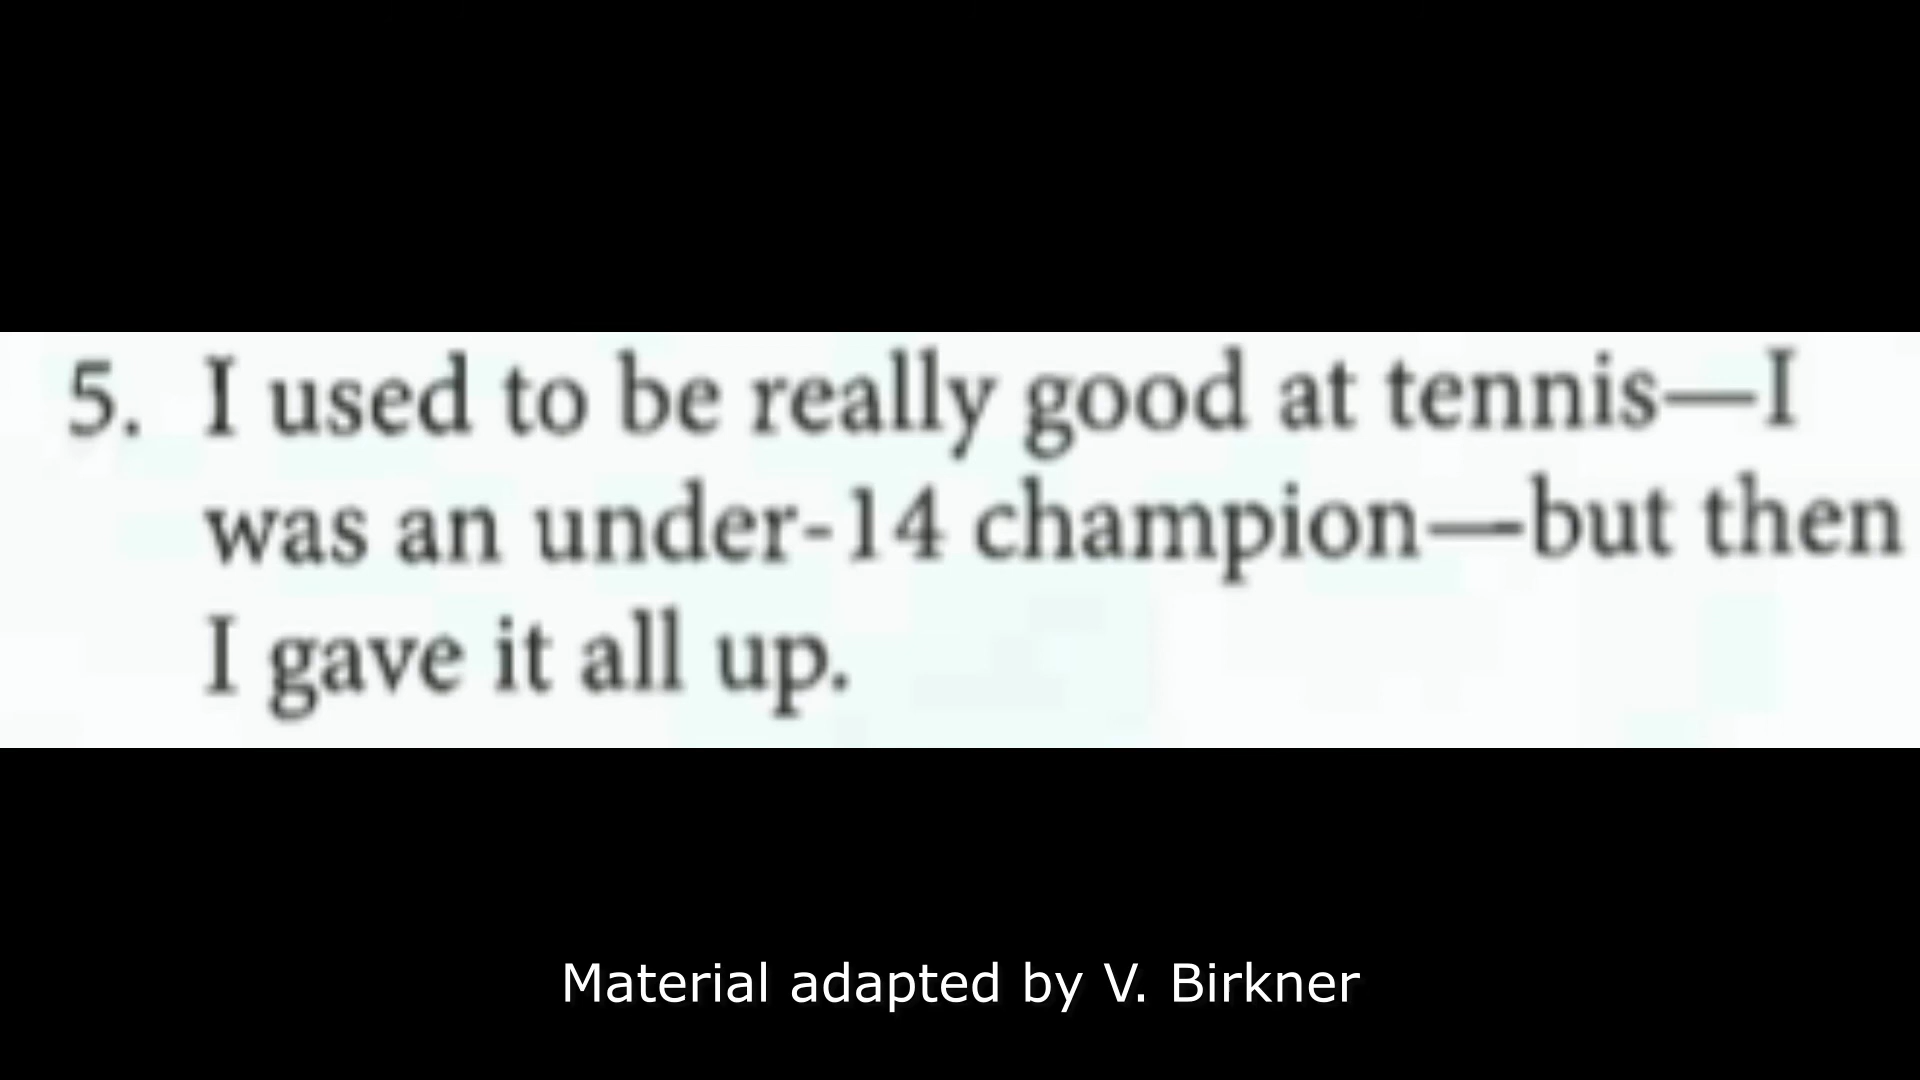 5. I used to be really good at tennis—I
was an under-14 champion—but then
I gave it all up.
Material adapted by V. Birkner